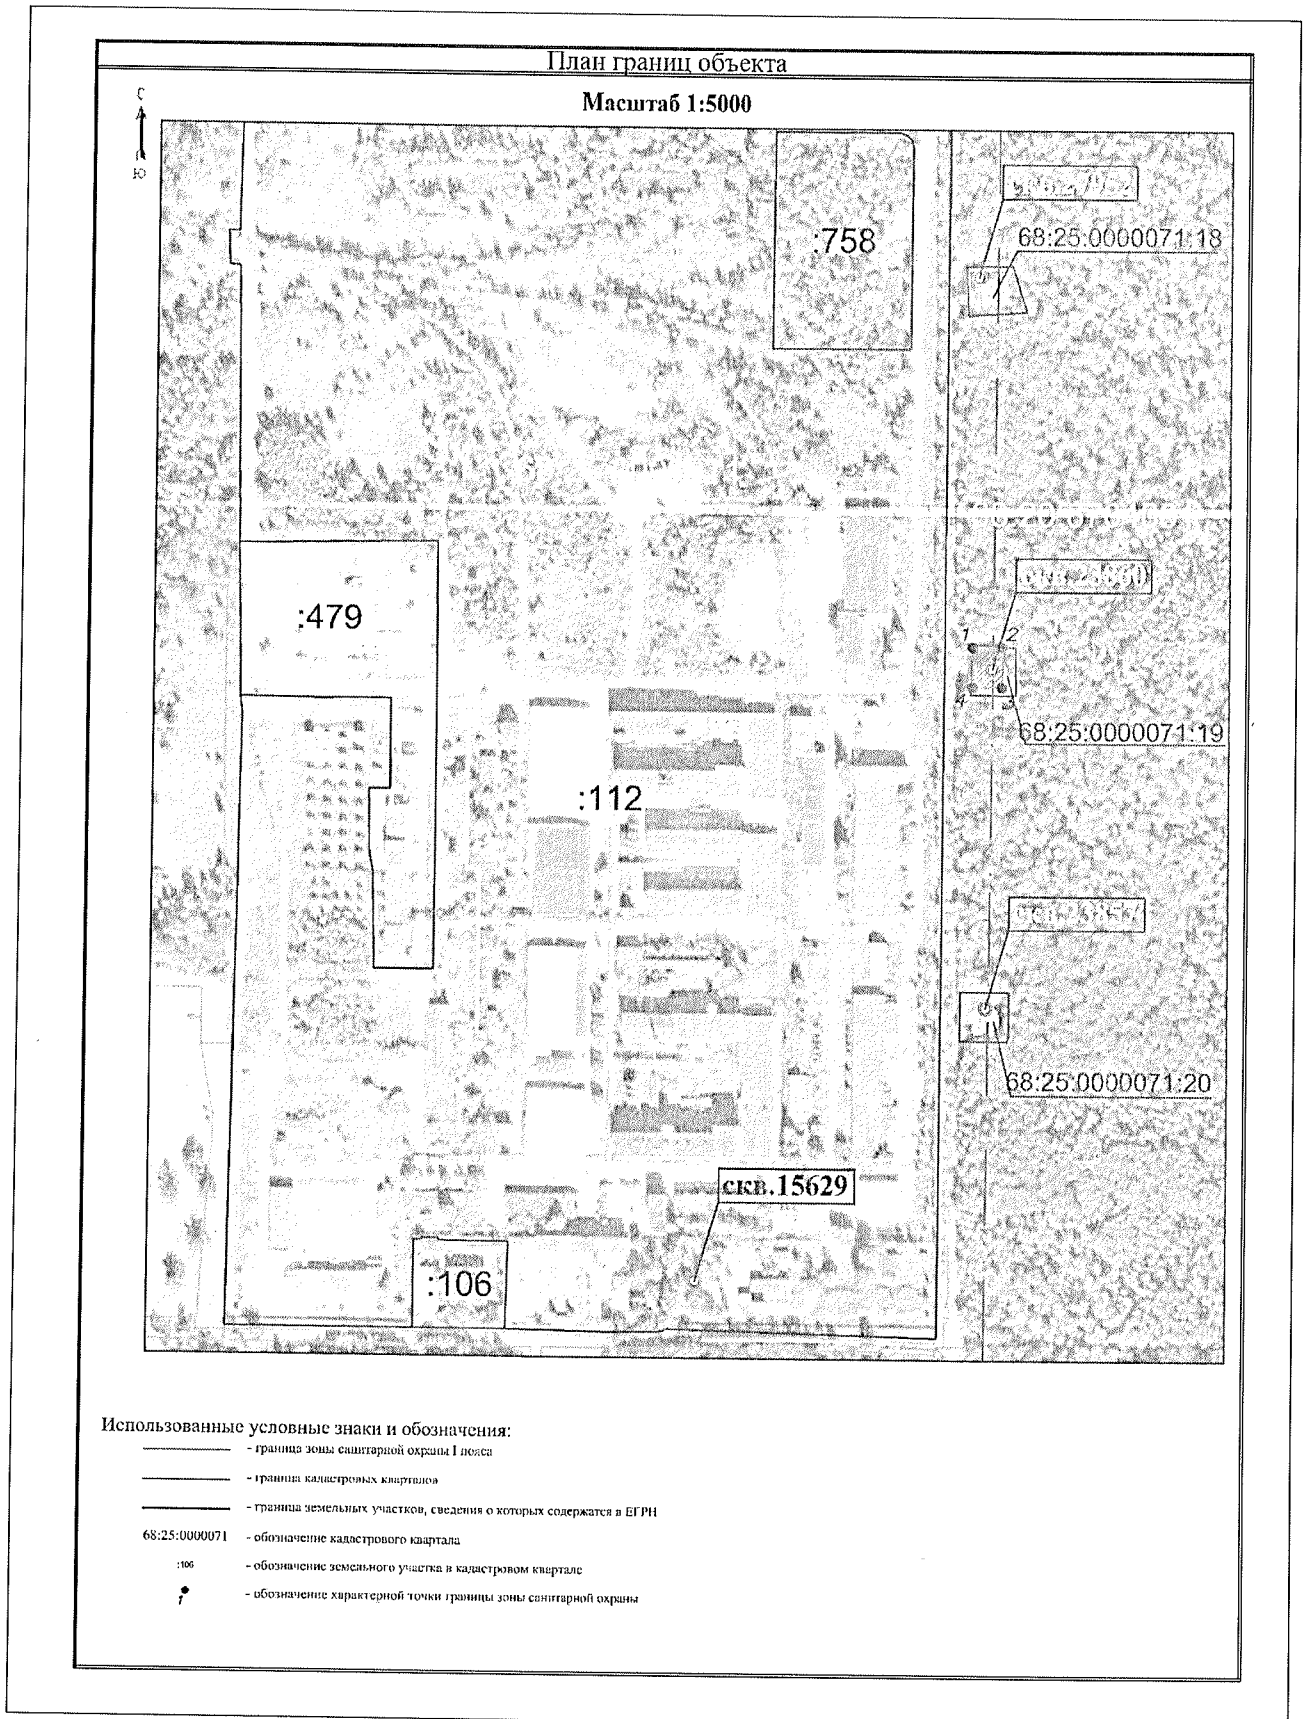 План границ объекта
Масштаб 1:5000
С
Ю
:758
68:25:0000071:18
:479
1
2
4
3
68:25:0000071:19
:112
68:25:0000071:20
скв.15629
:106
Использованные условные знаки и обозначения:
- граница зоны санитарной охраны I пояса
- граница кадастровых кварталов
- граница земельных участков, сведения о которых содержатся в ЕГРН
68:25:0000071 - обозначение кадастрового квартала
:106 - обозначение земельного участка в кадастровом квартале
1 - обозначение характерной точки границы зоны санитарной охраны